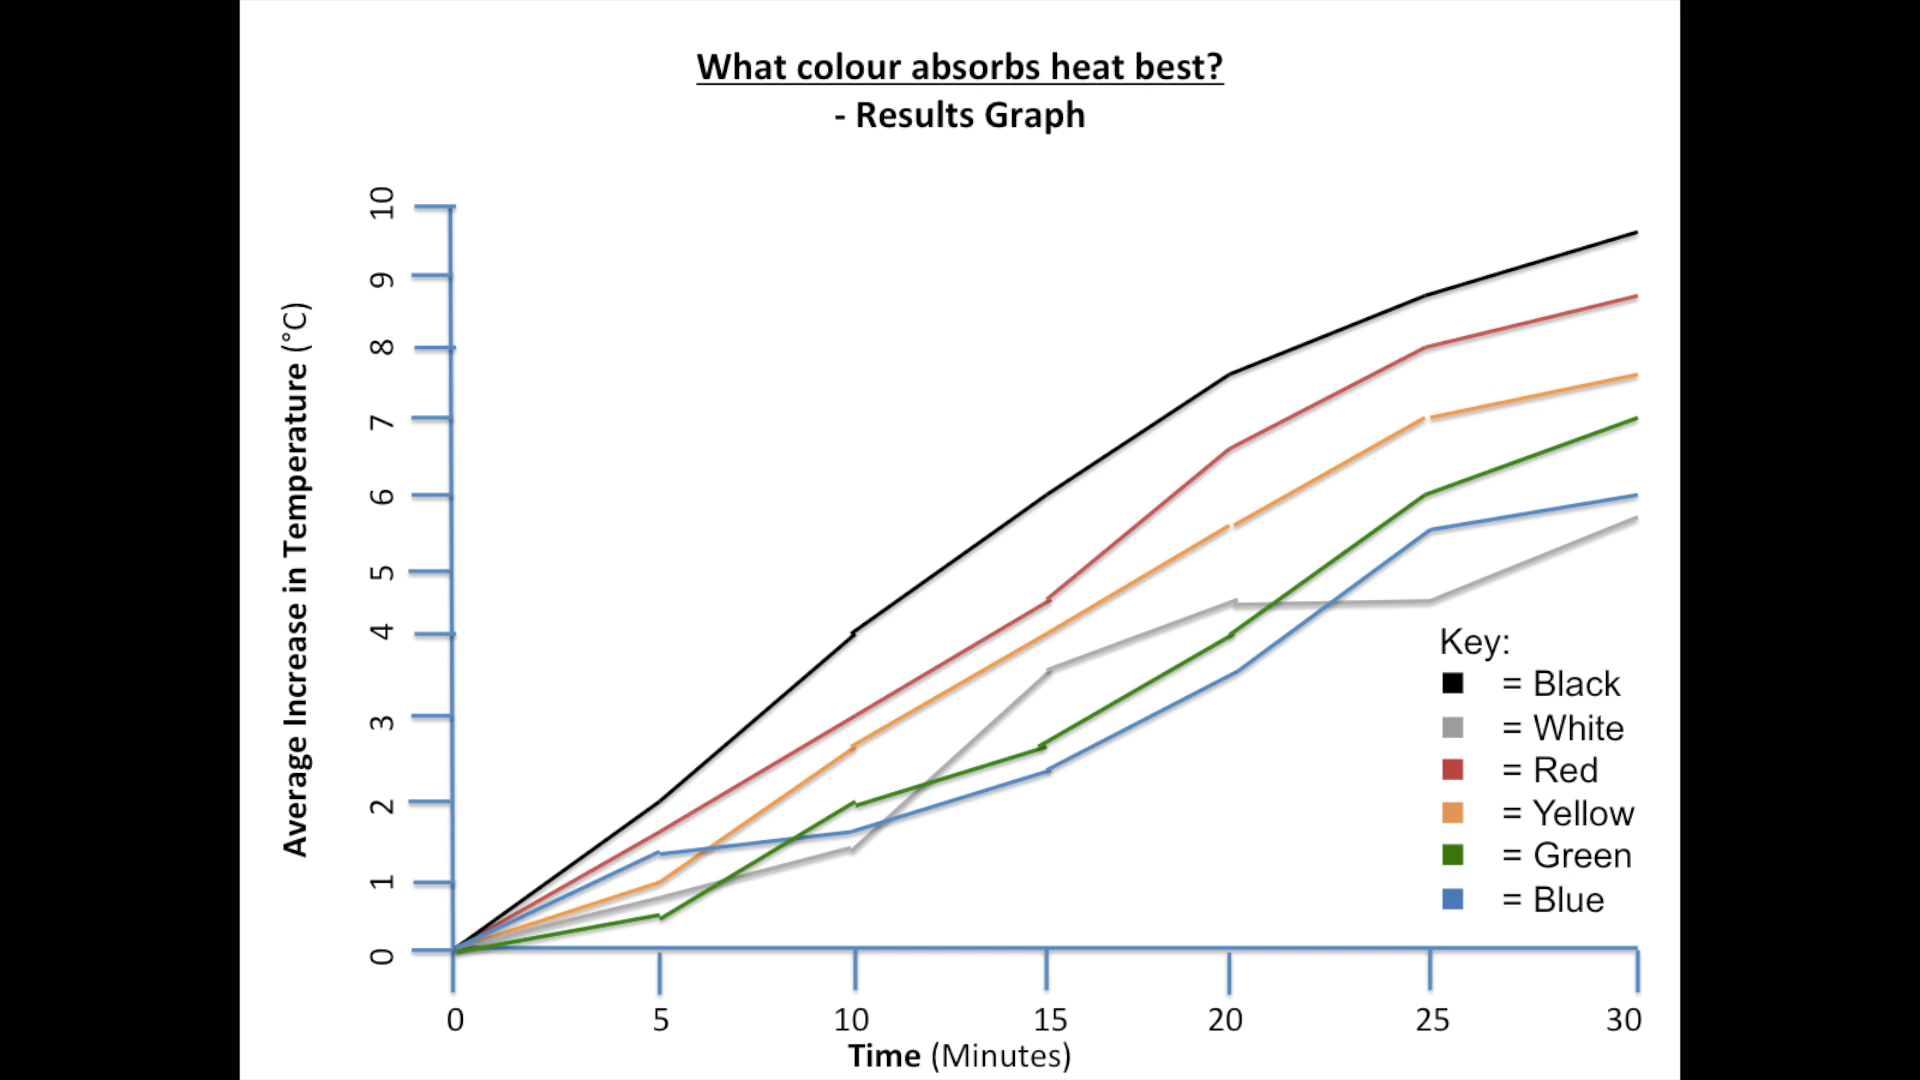 What colour absorbs heat best?
- Results Graph
Average Increase in Temperature (°C)
10
9
8
7
6
5
4
3
2
1
0
0 5 10 15 20 25 30
Time (Minutes)
Key:
= Black
= White
= Red
= Yellow
= Green
= Blue